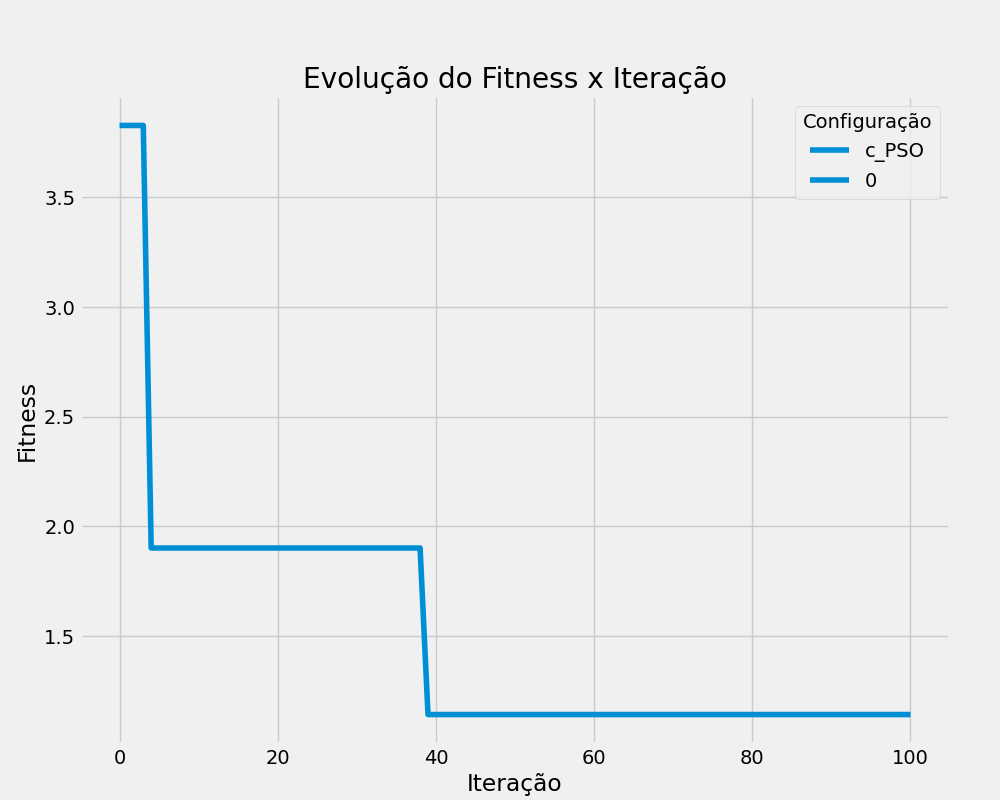 Evolução do Fitness x Iteração
Configuração
c_PSO
0
Fitness
3.5
3.0
2.5
2.0
1.5
0 20 40 60 80 100
Iteração